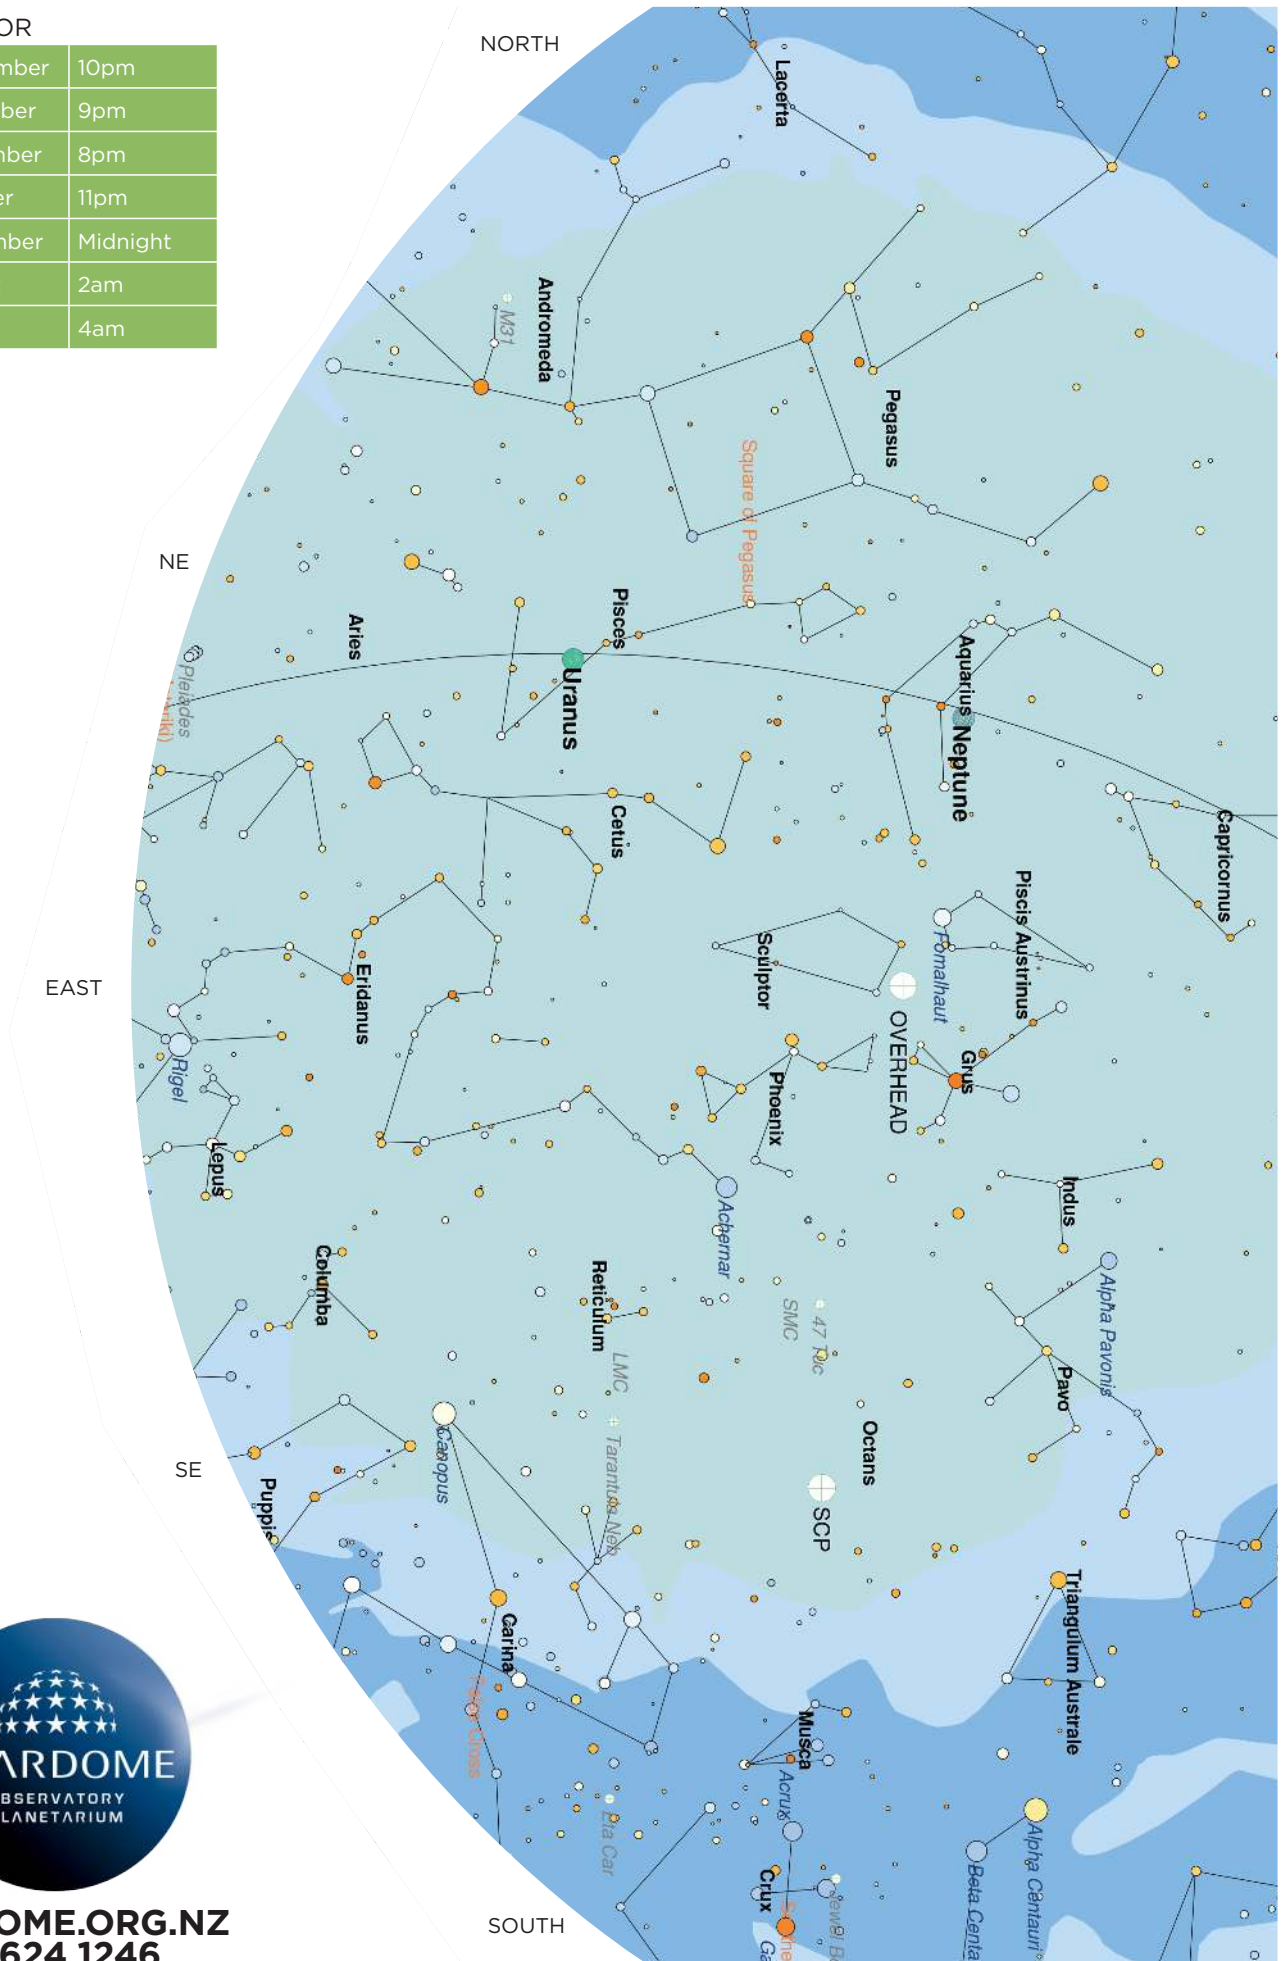 OR
mber 10pm
ber 9pm
mber 8pm
er 11pm
mber Midnight
2am
4am
NORTH
Lacerta
Andromeda
M31
Pegasus
Square of Pegasus
NE
Pisces
Aries
Uranus
Pleiades
riki)
Aquarius
Neptune
Cetus
Capricornus
Piscis Austrinus
Fomalhaut
Sculptor
EAST
Eridanus
OVERHEAD
Grus
Phoenix
Rigel
Lepus
Achernar
Indus
Columba
Reticulum
LMC
SMC
47 Tuc
Alpha Pavonis
Pavo
Octans
Canopus
SE
Puppis
Tarantula Neb
SCP
Carina
Triangulum Australe
False Cross
Musca
Acrux
Eta Car
Alpha Centauri
Beta Centa
Crux
Jewel B
Ga
SOUTH
ARDOME
BSERVATORY
LANETARIUM
OME.ORG.NZ
624 1246